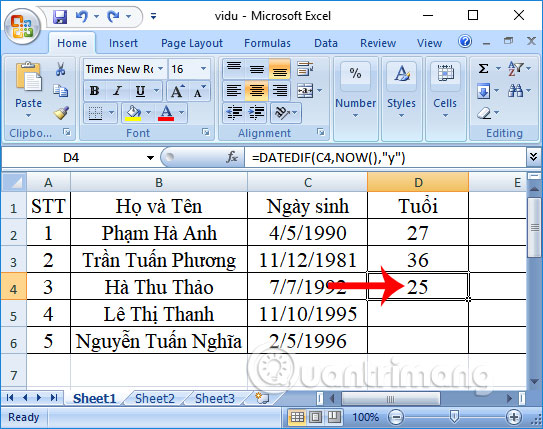 vidu - Microsoft Excel
Home Insert Page Layout Formulas Data Review View
Times New Ro 16
Paste
Number Styles Cells
Clipboa... Font Alignment Editing
D4 fx =DATEDIF(C4,NOW(),"y")
A B C D E
1 STT Họ và Tên Ngày sinh Tuổi
2 1 Phạm Hà Anh 4/5/1990 27
3 2 Trần Tuấn Phương 11/12/1981 36
4 3 Hà Thu Thảo 7/7/1992 25
5 4 Lê Thị Thanh 11/10/1995
6 5 Nguyễn Tuấn Nghĩa 2/5/1996
7
Quantrimang
Sheet1 Sheet2 Sheet3
Ready 100%